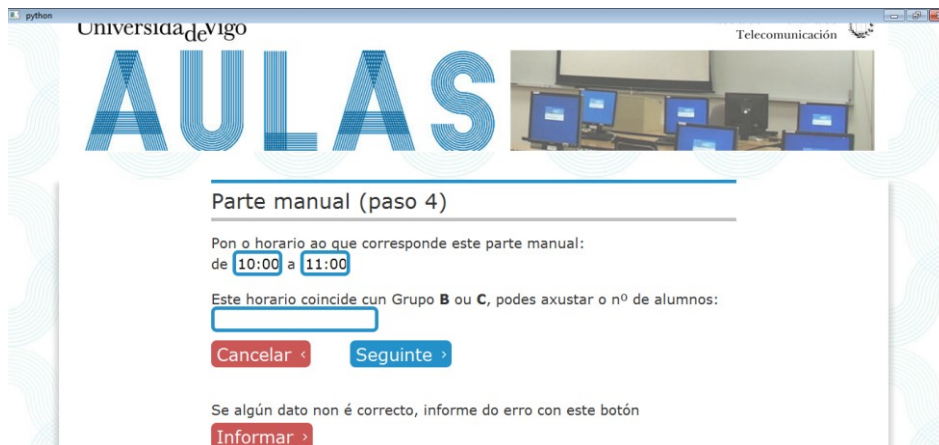 python
Universidade Vigo
Telecomunicación
AULAS
Parte manual (paso 4)
Pon o horario ao que corresponde este parte manual:
de 10:00 a 11:00
Este horario coincide cun Grupo B ou C, podes axustar o nº de alumnos:
Cancelar ‹ Seguinte ›
Se algún dato non é correcto, informe do erro con este botón
Informar ›